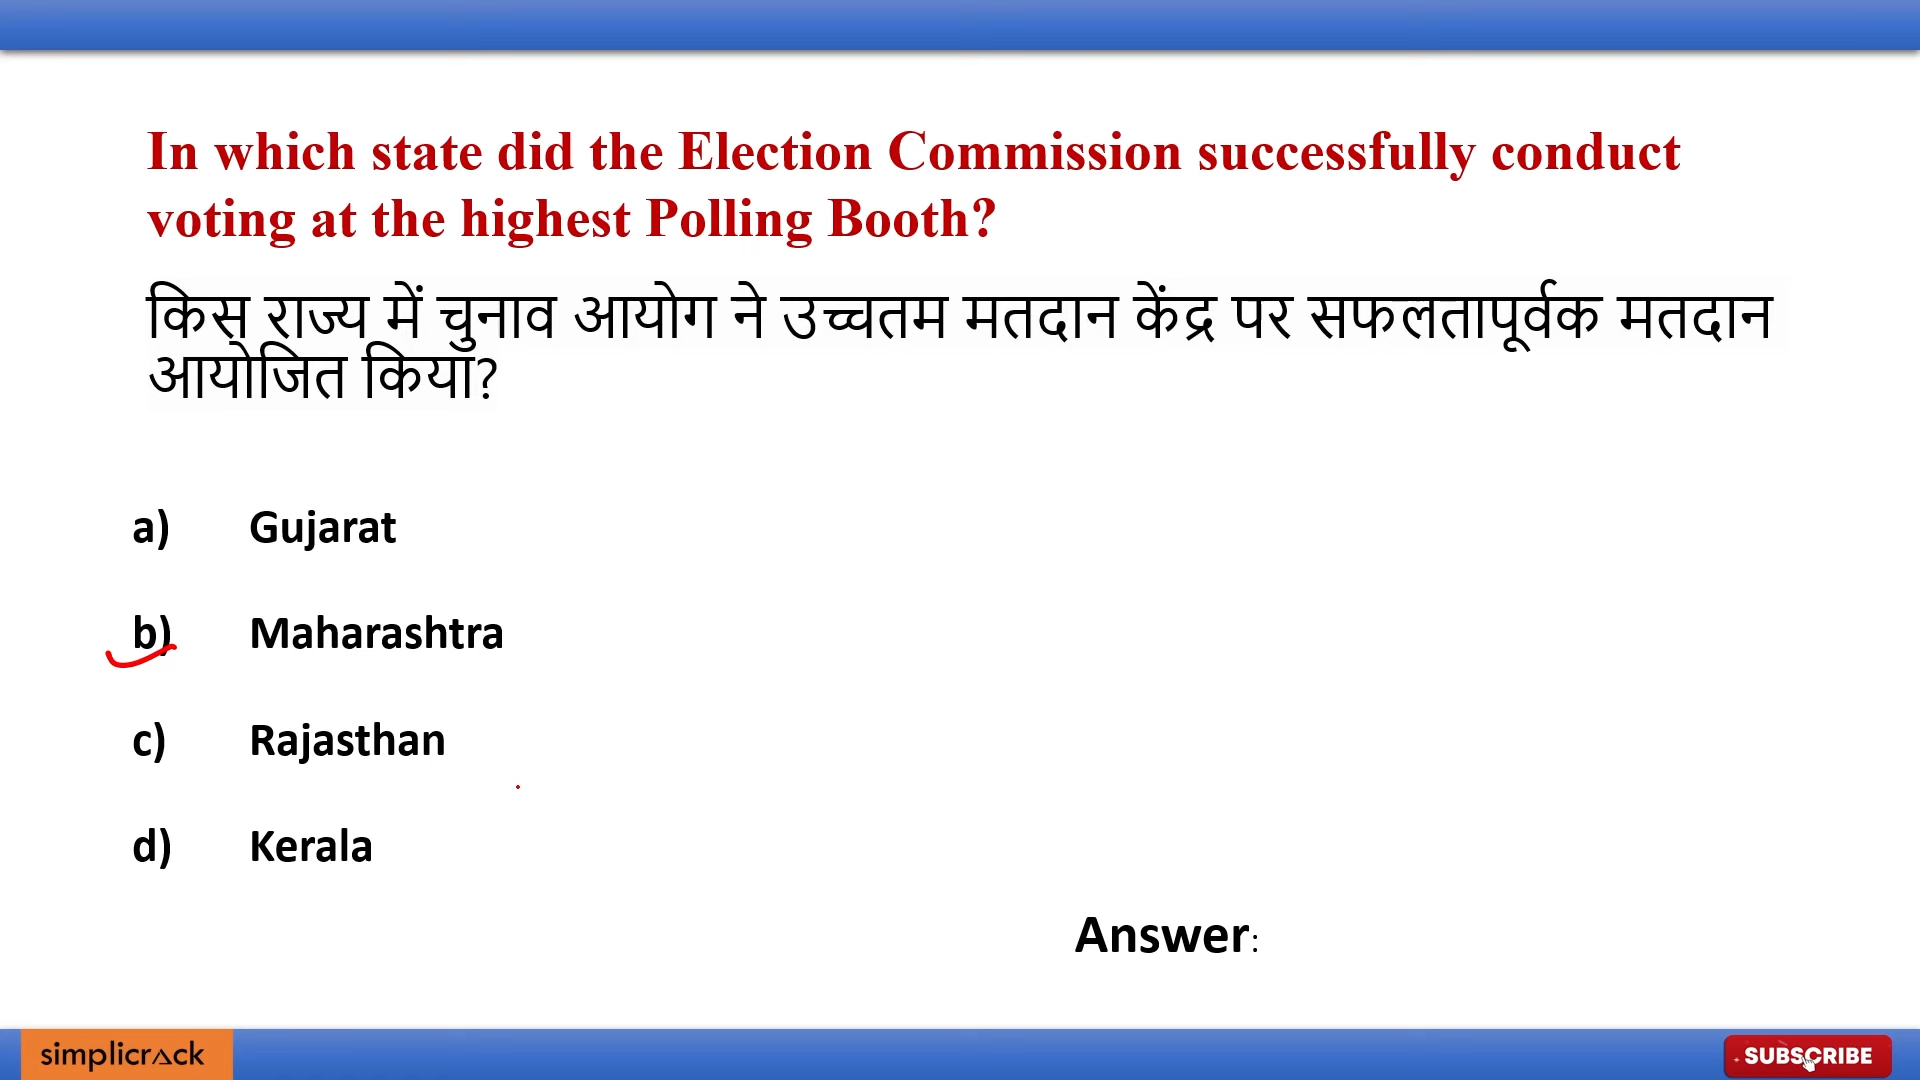 In which state did the Election Commission successfully conduct
voting at the highest Polling Booth?
किस राज्य में चुनाव आयोग ने उच्चतम मतदान केंद्र पर सफलतापूर्वक मतदान
आयोजित किया?
a) Gujarat
b) Maharashtra
c) Rajasthan
d) Kerala
Answer:
simplicrack
SUBSCRIBE